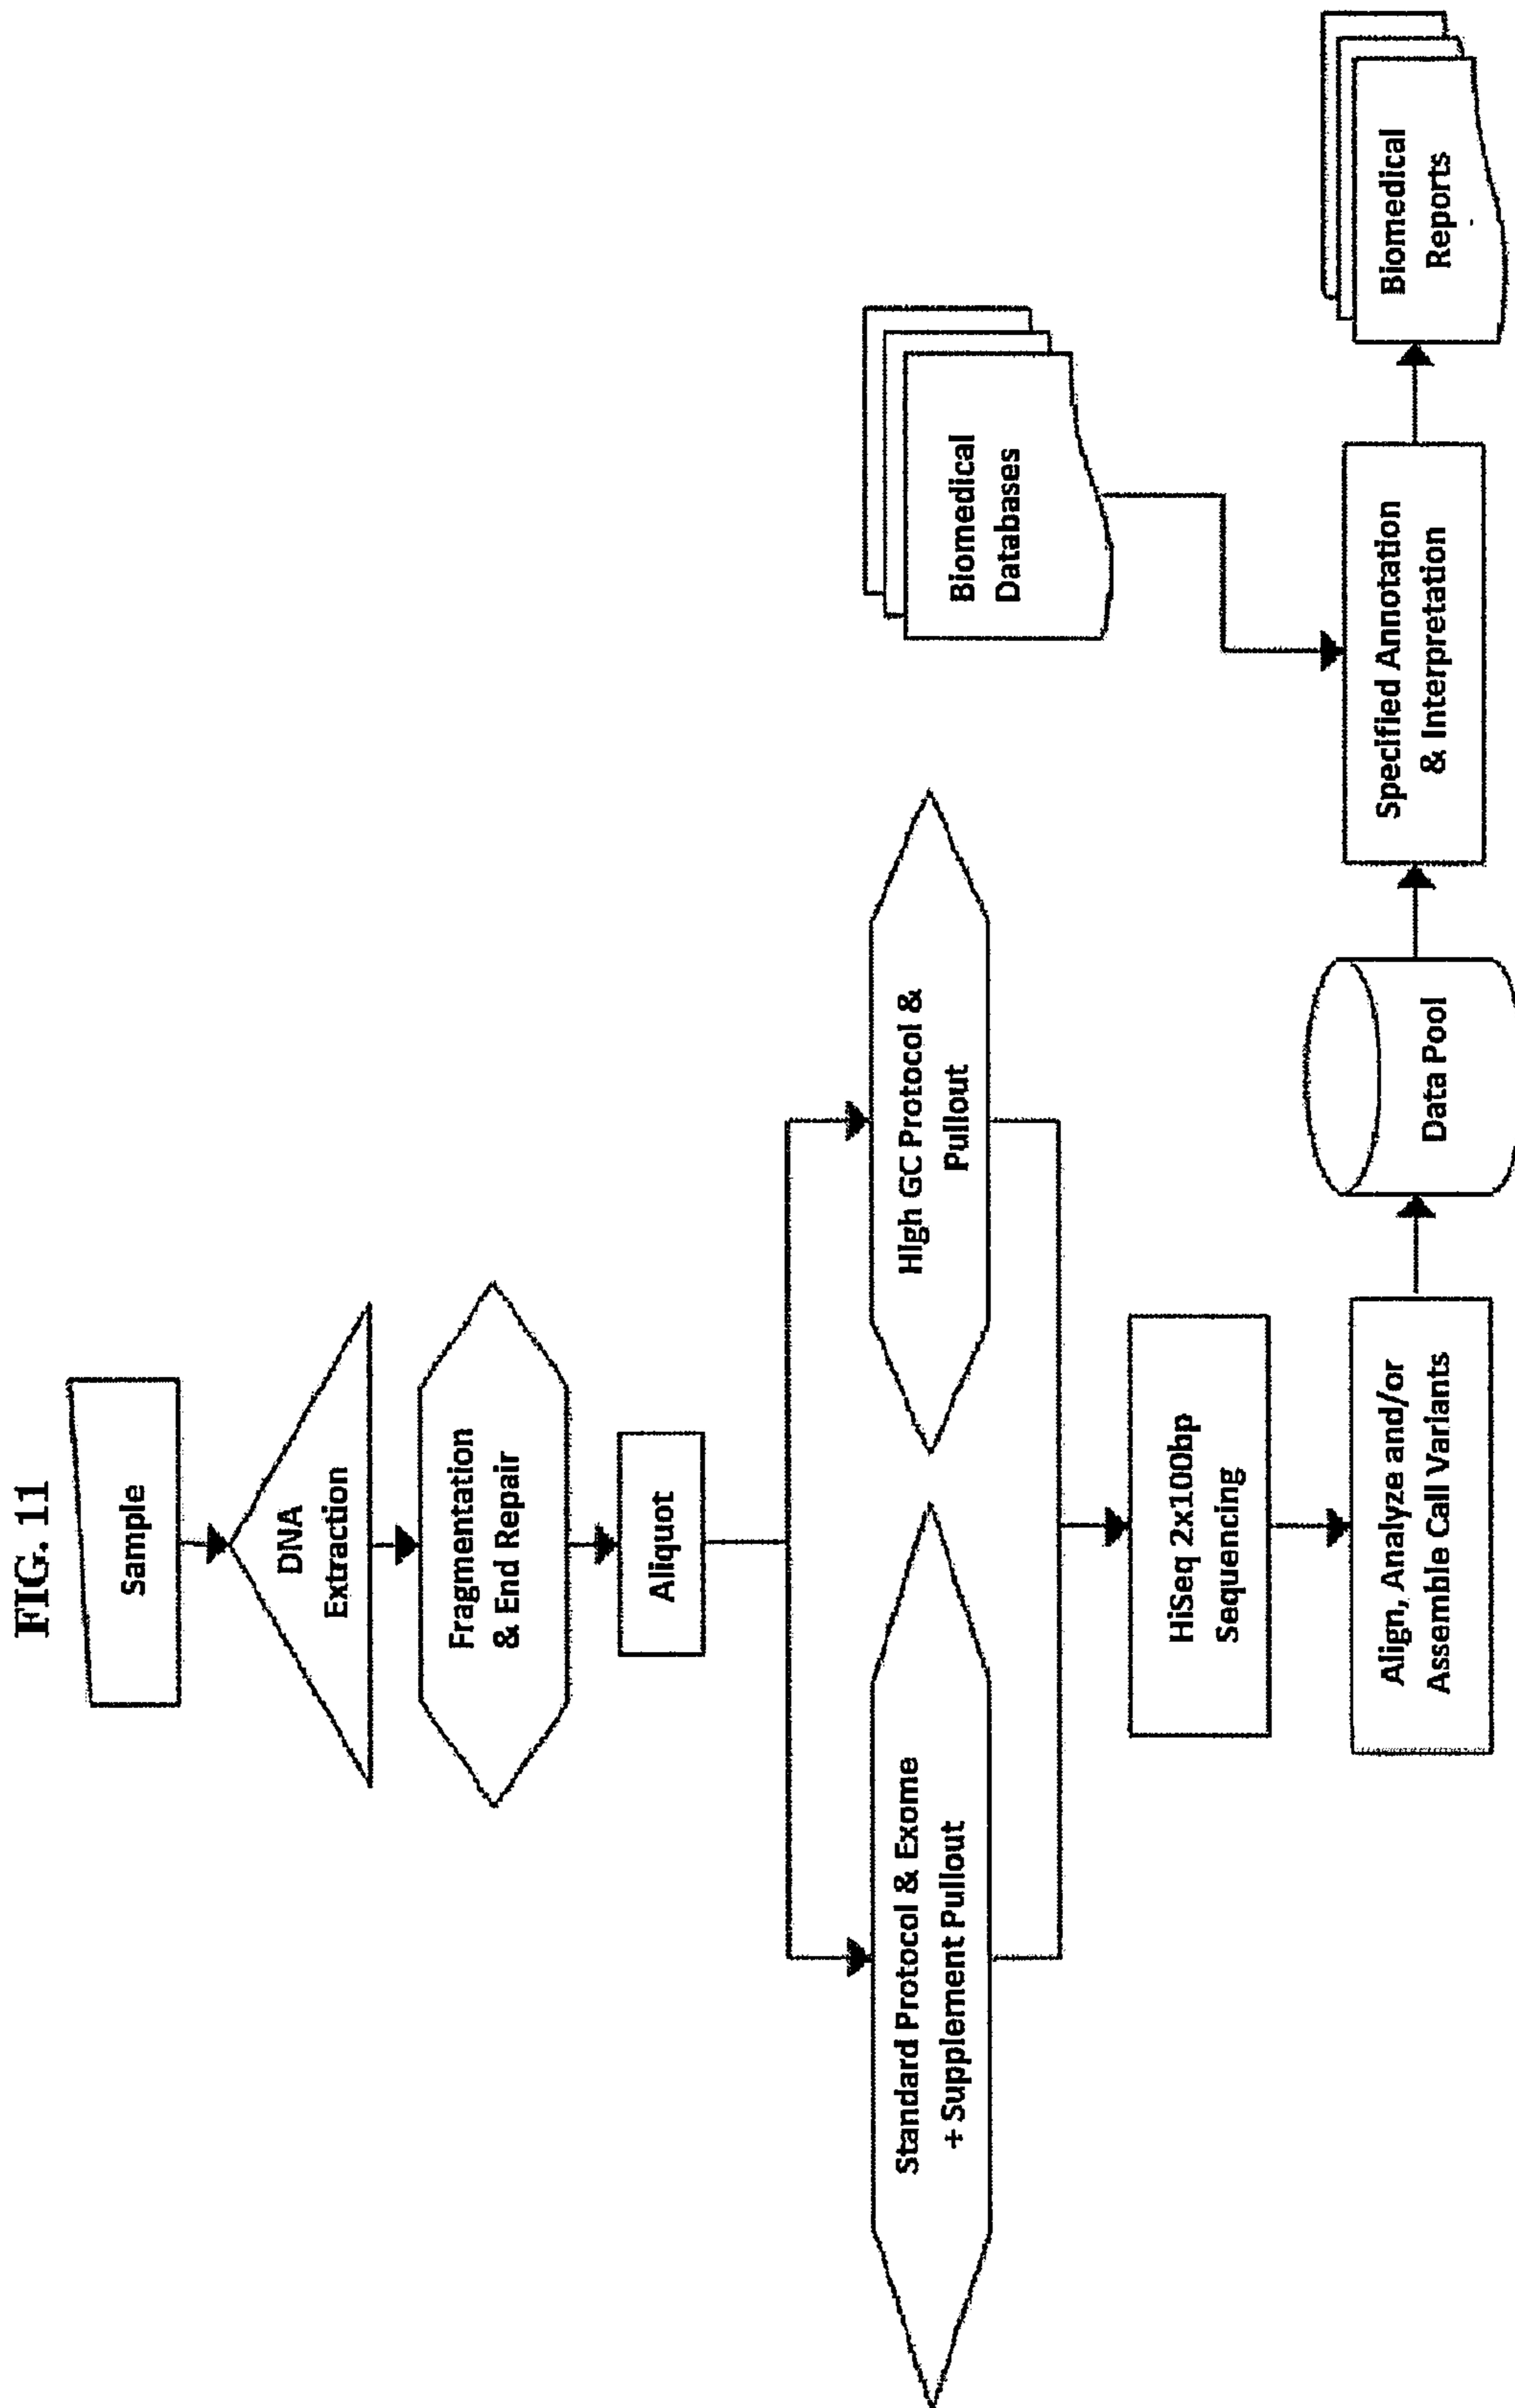 FIG. 11
Sample
DNA
Extraction
Fragmentation
& End Repair
Aliquot
Standard Protocol & Exome
+ Supplement Pullout
High GC Protocol &
Pullout
HiSeq 2x100bp
Sequencing
Align, Analyze and/or
Assemble Call Variants
Data Pool
Biomedical
Databases
Specified Annotation
& Interpretation
Biomedical
Reports